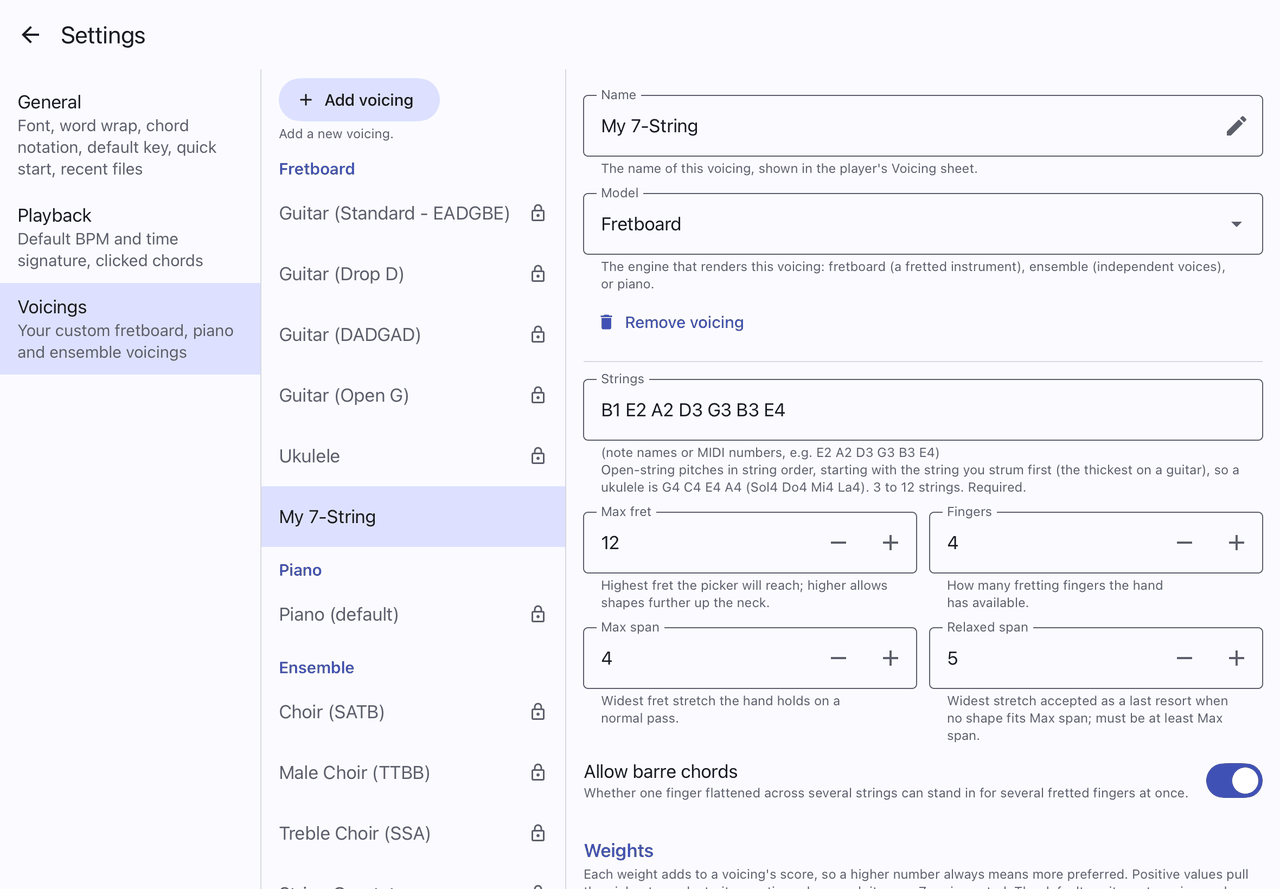 Settings
General
Font, word wrap, chord
notation, default key, quick
start, recent files
Playback
Default BPM and time
signature, clicked chords
Voicings
Your custom fretboard, piano
and ensemble voicings
+ Add voicing
Add a new voicing.
Fretboard
Guitar (Standard - EADGBE)
Guitar (Drop D)
Guitar (DADGAD)
Guitar (Open G)
Ukulele
My 7-String
Piano
Piano (default)
Ensemble
Choir (SATB)
Male Choir (TTBB)
Treble Choir (SSA)
Name
My 7-String
The name of this voicing, shown in the player's Voicing sheet.
Model
Fretboard
The engine that renders this voicing: fretboard (a fretted instrument), ensemble (independent voices),
or piano.
Remove voicing
Strings
B1 E2 A2 D3 G3 B3 E4
(note names or MIDI numbers, e.g. E2 A2 D3 G3 B3 E4)
Open-string pitches in string order, starting with the string you strum first (the thickest on a guitar), so a
ukulele is G4 C4 E4 A4 (Sol4 Do4 Mi4 La4). 3 to 12 strings. Required.
Max fret
12
Highest fret the picker will reach; higher allows
shapes further up the neck.
Fingers
4
How many fretting fingers the hand
has available.
Max span
4
Widest fret stretch the hand holds on a
normal pass.
Relaxed span
5
Widest stretch accepted as a last resort when
no shape fits Max span; must be at least Max
span.
Allow barre chords
Whether one finger flattened across several strings can stand in for several fretted fingers at once.
Weights
Each weight adds to a voicing's score, so a higher number always means more preferred. Positive values pull